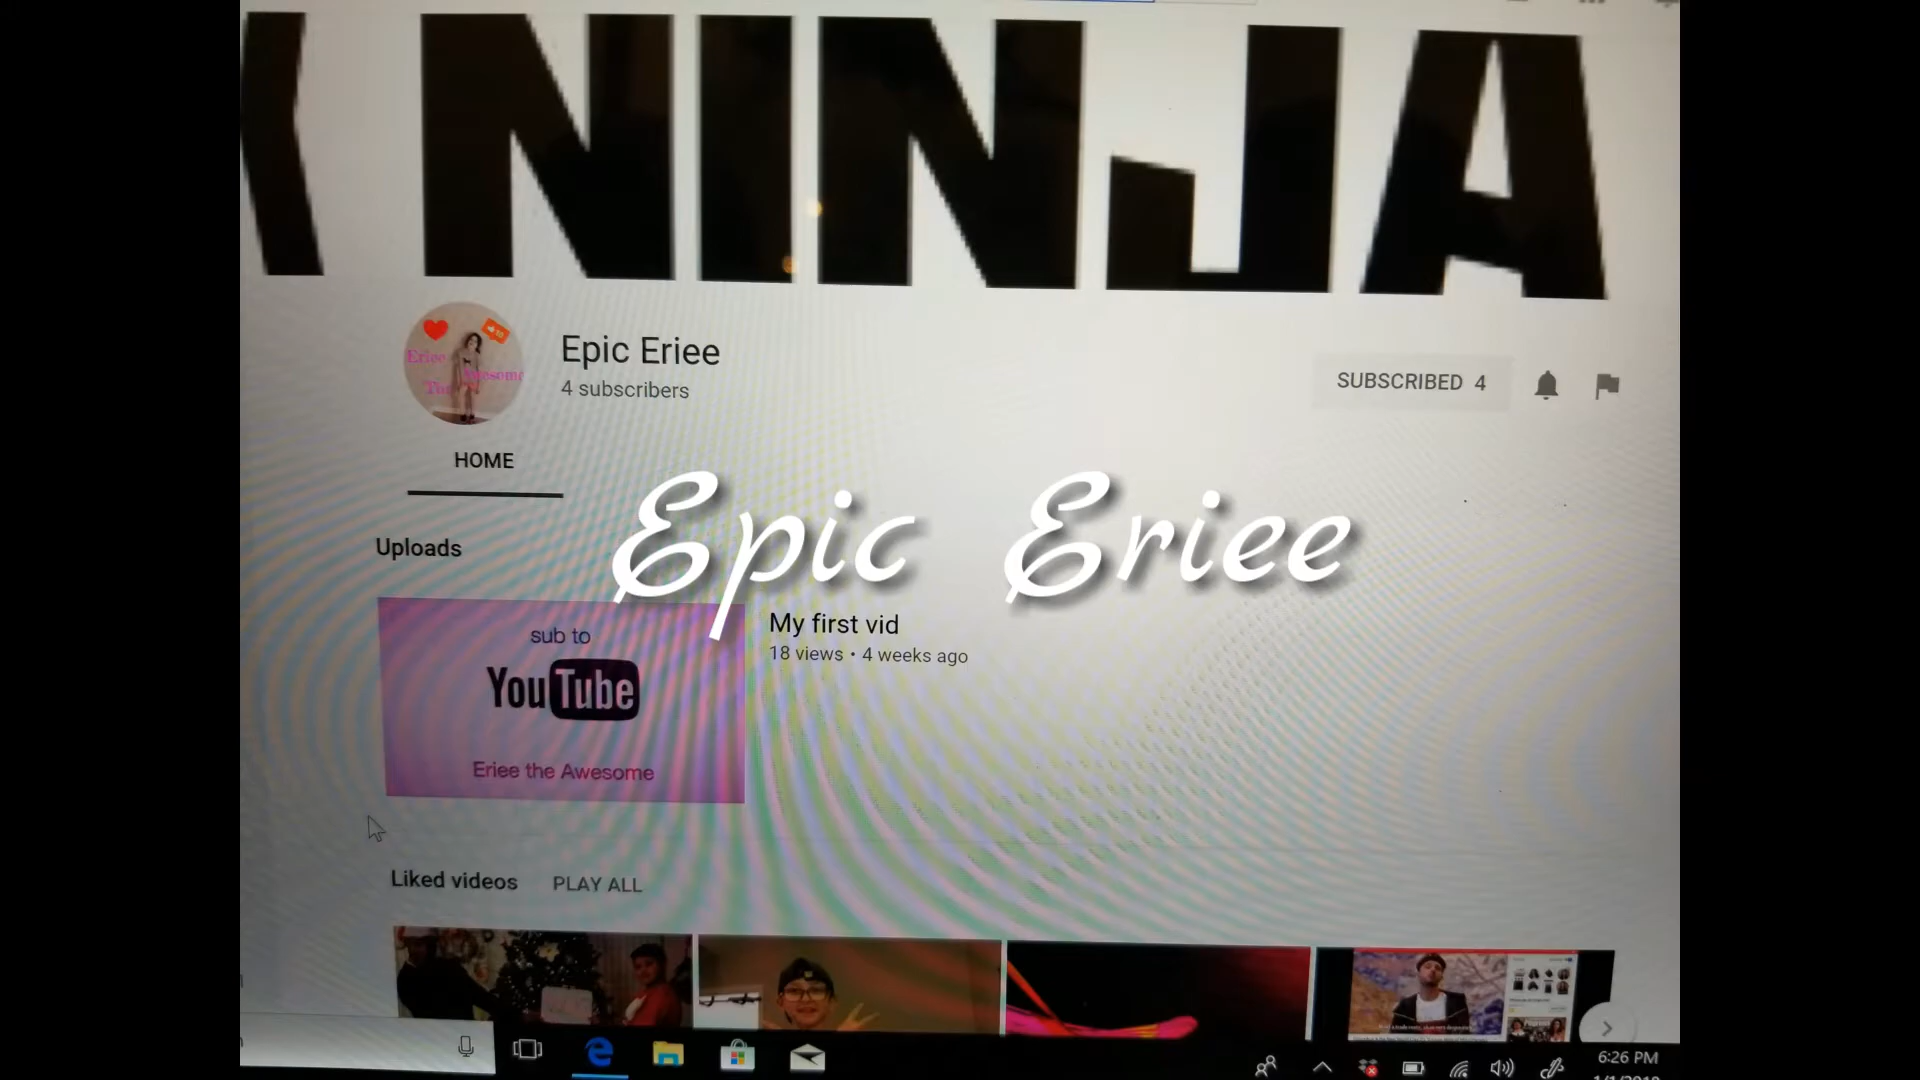 NINJA
Epic Eriee
4 subscribers
SUBSCRIBED 4
HOME
Epic Eriee
Uploads
sub to
YouTube
Eriee the Awesome
My first vid
18 views • 4 weeks ago
Liked videos PLAY ALL
6:26 PM